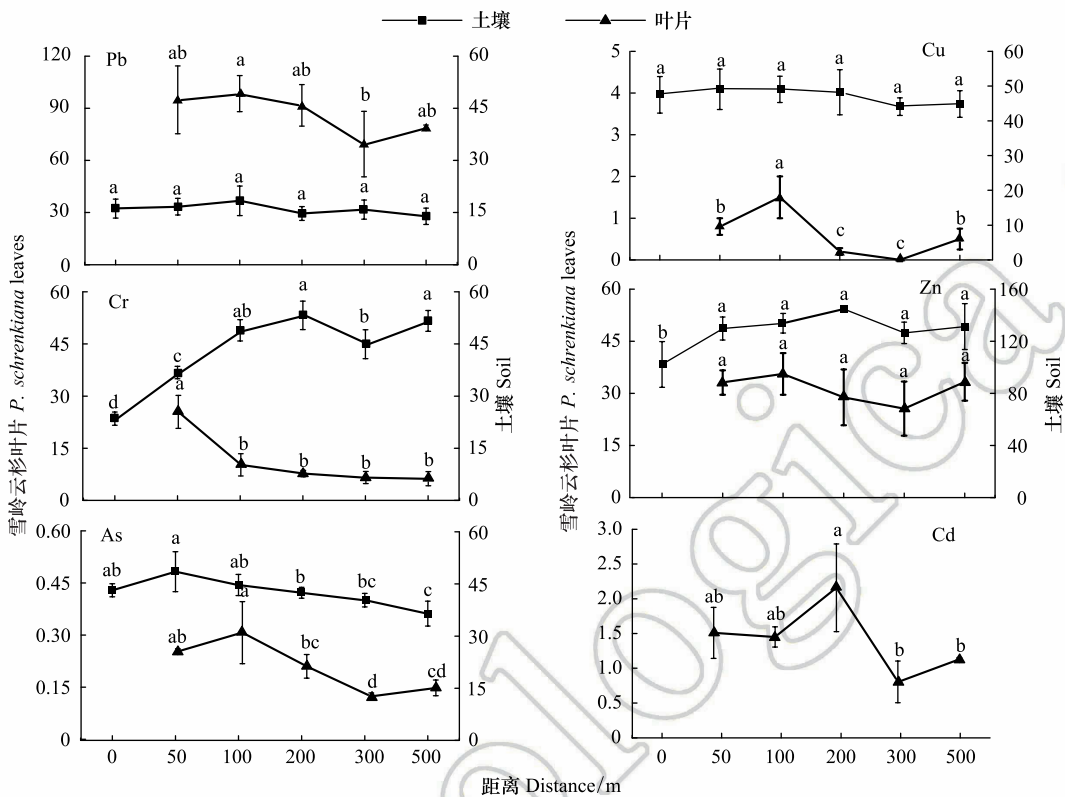 土壤 叶片
Pb
120
90
60
30
0
60
45
30
15
0
ab a ab b ab
a a a a a a
Cu
5
4
3
2
1
0
60
50
40
30
20
10
0
a a a a a a
b a c c b
Cr
60
45
30
15
0
60
45
30
15
0
d c ab a b a
a b b b b
Zn
60
45
30
15
0
160
120
80
40
0
b a a a a a
a a a a a
As
0.60
0.45
0.30
0.15
0
60
45
30
15
0
ab a ab b bc c
ab a bc d cd
0 50 100 200 300 500
Cd
3.0
2.5
2.0
1.5
1.0
0.5
0
ab ab a b b
0 50 100 200 300 500
雪岭云杉叶片 P. schrenkiana leaves
土壤 Soil
雪岭云杉叶片 P. schrenkiana leaves
土壤 Soil
距离 Distance/m
ologica